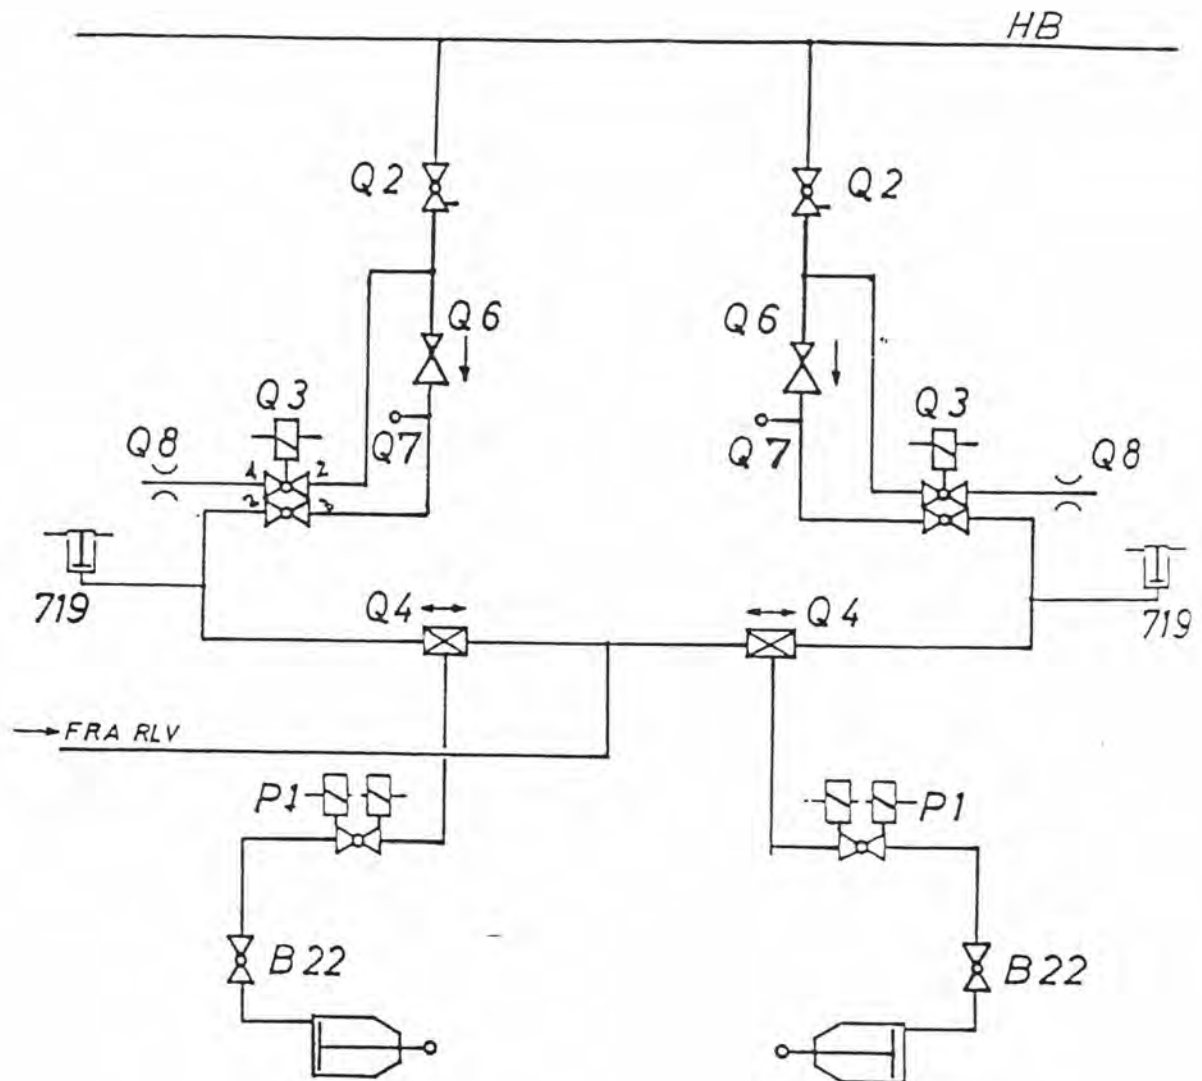 HB
Q2 Q2
Q6 Q6
Q3 Q3
Q8 Q7 Q7 Q8
1 2
2 3
719 719
Q4 Q4
FRA RLV
P1 P1
B22 B22